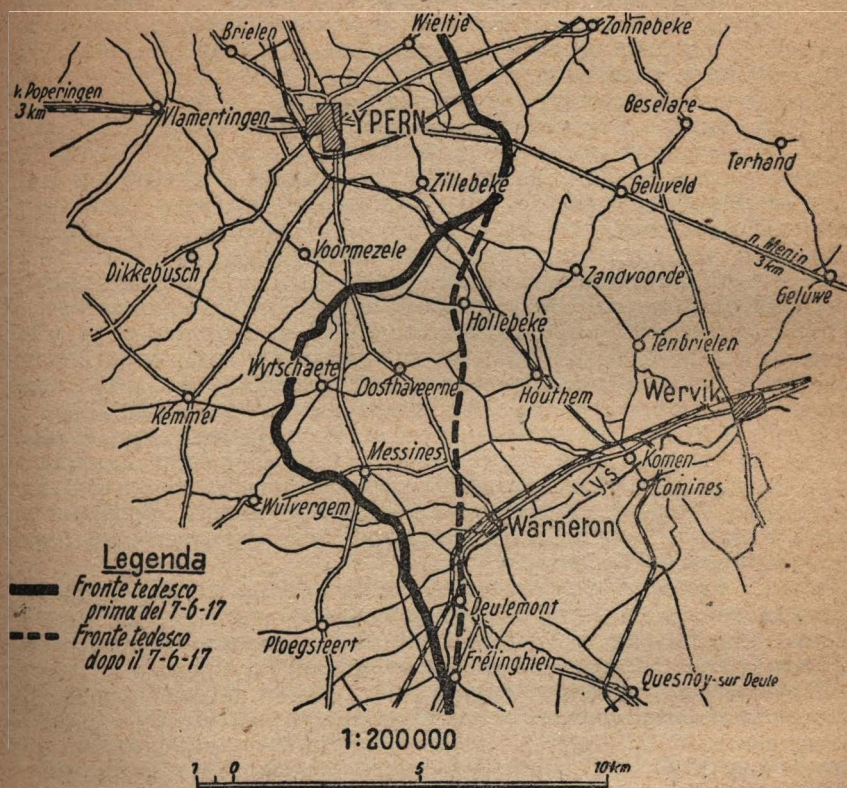 Wieltje
Zonnebeke
Brielen
v. Poperingen
3 km
Vlamertingen
YPERN
Beselare
Terhand
Zillebeke
Geluveld
n. Menin
3 km
Voormezele
Dikkebusch
Zandvoorde
Gelúwe
Hollebeke
Tenbrielen
Wytschaete
Oosthaveerne
Houthem
Wervik
Kemmel
Messines
Komen
Lys
Comines
Wulvergem
Warneton
Legenda
Fronte tedesco
prima del 7-6-17
Fronte tedesco
dopo il 7-6-17
Deulemont
Ploegsteert
Frélinghien
Quesnoy-sur Deule
1:200000
1 0 5 10 km